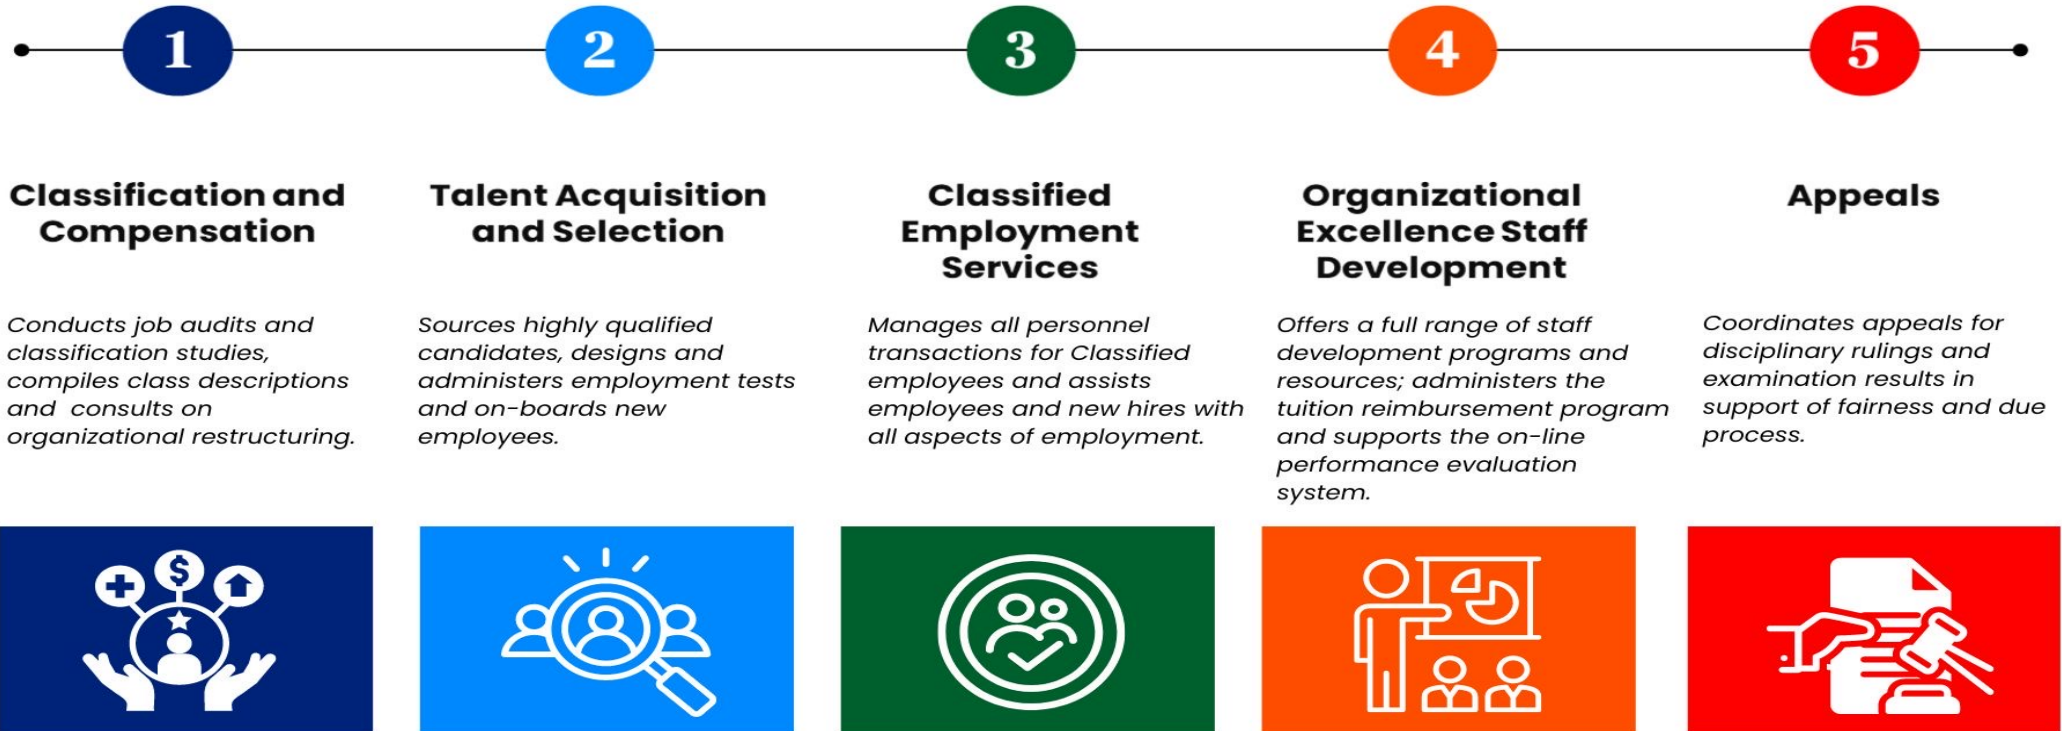 1
2
3
4
5
Classification and
Compensation
Conducts job audits and
classification studies,
compiles class descriptions
and  consults on
organizational restructuring.
Talent Acquisition
and Selection
Sources highly qualified
candidates, designs and
administers employment tests
and on-boards new
employees.
Classified
Employment
Services
Manages all personnel
transactions for Classified
employees and assists
employees and new hires with
all aspects of employment.
Organizational
Excellence Staff
Development
Offers a full range of staff
development programs and
resources; administers the
tuition reimbursement program
and supports the on-line
performance evaluation
system.
Appeals
Coordinates appeals for
disciplinary rulings and
examination results in
support of fairness and due
process.
$